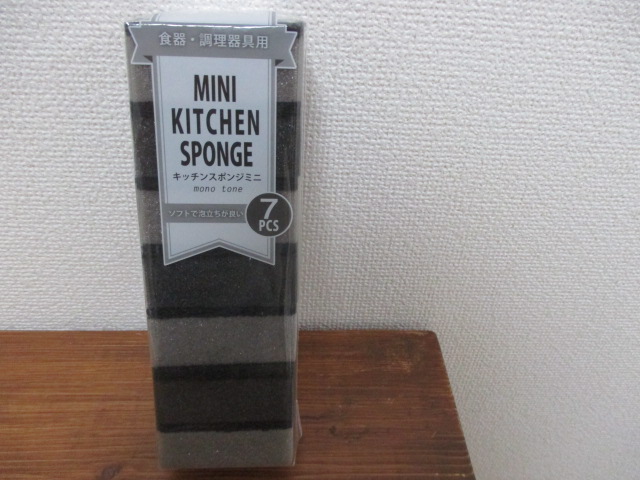 食器・調理器具用
MINI
KITCHEN
SPONGE
キッチンスポンジミニ
mono tone
ソフトで泡立ちが良い
7
PCS